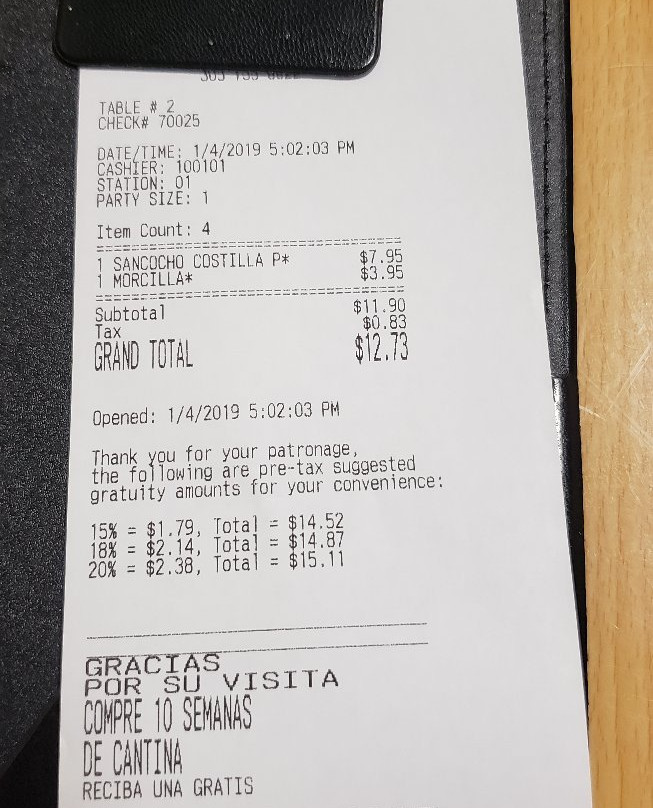 TABLE # 2
CHECK# 70025
DATE/TIME: 1/4/2019 5:02:03 PM
CASHIER: 100101
STATION: 01
PARTY SIZE: 1
Item Count: 4
1 SANCOCHO COSTILLA P* $7.95
1 MORCILLA* $3.95
Subtotal $11.90
Tax $0.83
GRAND TOTAL $12.73
Opened: 1/4/2019 5:02:03 PM
Thank you for your patronage,
the following are pre-tax suggested
gratuity amounts for your convenience:
15% = $1.79, Total = $14.52
18% = $2.14, Total = $14.87
20% = $2.38, Total = $15.11
GRACIAS
POR SU VISITA
COMPRE 10 SEMANAS
DE CANTINA
RECIBA UNA GRATIS